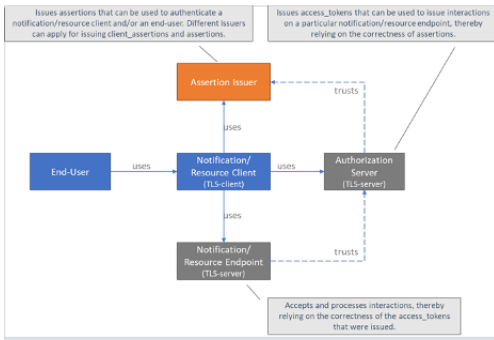 Issues assertions that can be used to authenticate a
notification/resource client and/or an end-user. Different Issuers
can apply for issuing client_assertions and assertions.
Issues access_tokens that can be used to issue interactions
on a particular notification/resource endpoint, thereby
relying on the correctness of assertions.
Assertion Issuer
trusts
uses
End-User
uses
Notification/
Resource Client
(TLS-client)
uses
Authorization
Server
(TLS-server)
uses
Notification/
Resource Endpoint
(TLS-server)
trusts
Accepts and processes interactions, thereby
relying on the correctness of the access_tokens
that were issued.